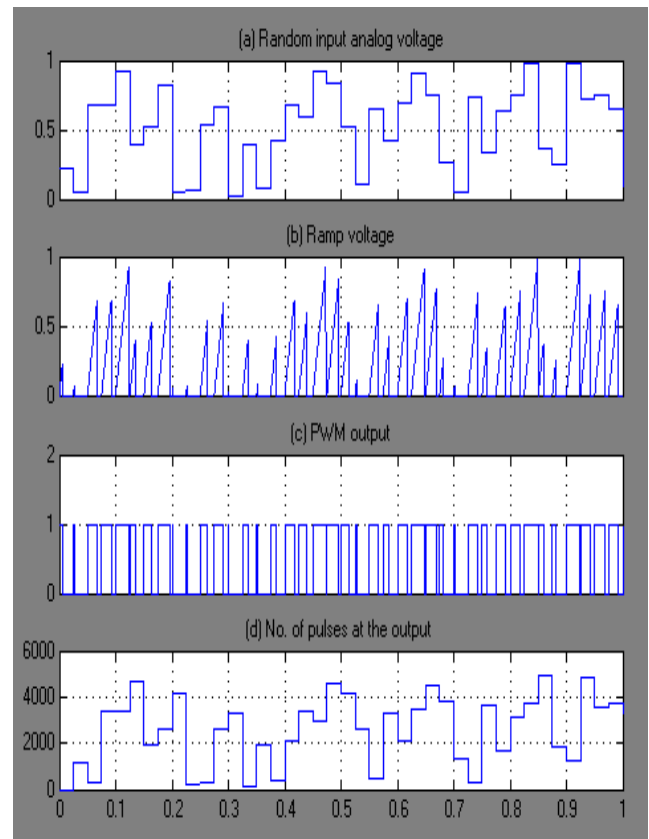 (a) Random input analog voltage
1
0.5
0
(b) Ramp voltage
1
0.5
0
(c) PWM output
2
1
0
(d) No. of pulses at the output
6000
4000
2000
0
0 0.1 0.2 0.3 0.4 0.5 0.6 0.7 0.8 0.9 1